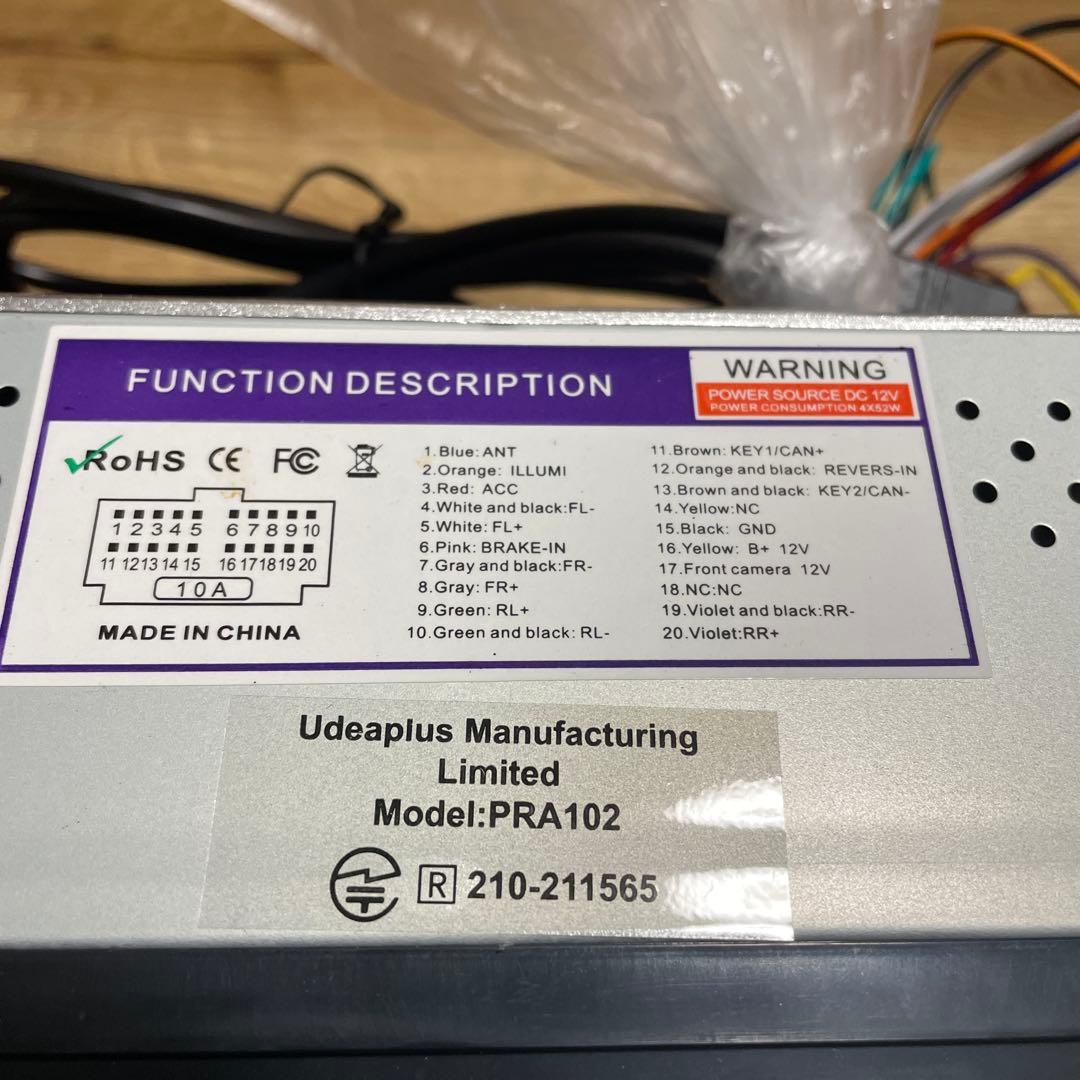 FUNCTION DESCRIPTION
WARNING
POWER SOURCE DC 12V
POWER CONSUMPTION 4X52W
RoHS CE FC
1 2 3 4 5 6 7 8 9 10
11 12 13 14 15 16 17 18 19 20
10A
MADE IN CHINA
1.Blue: ANT
2.Orange: ILLUMI
3.Red: ACC
4.White and black:FL-
5.White: FL+
6.Pink: BRAKE-IN
7.Gray and black:FR-
8.Gray: FR+
9.Green: RL+
10.Green and black: RL-
11.Brown: KEY1/CAN+
12.Orange and black: REVERS-IN
13.Brown and black: KEY2/CAN-
14.Yellow:NC
15.Black: GND
16.Yellow: B+ 12V
17.Front camera 12V
18.NC:NC
19.Violet and black:RR-
20.Violet:RR+
Udeaplus Manufacturing
Limited
Model:PRA102
R 210-211565